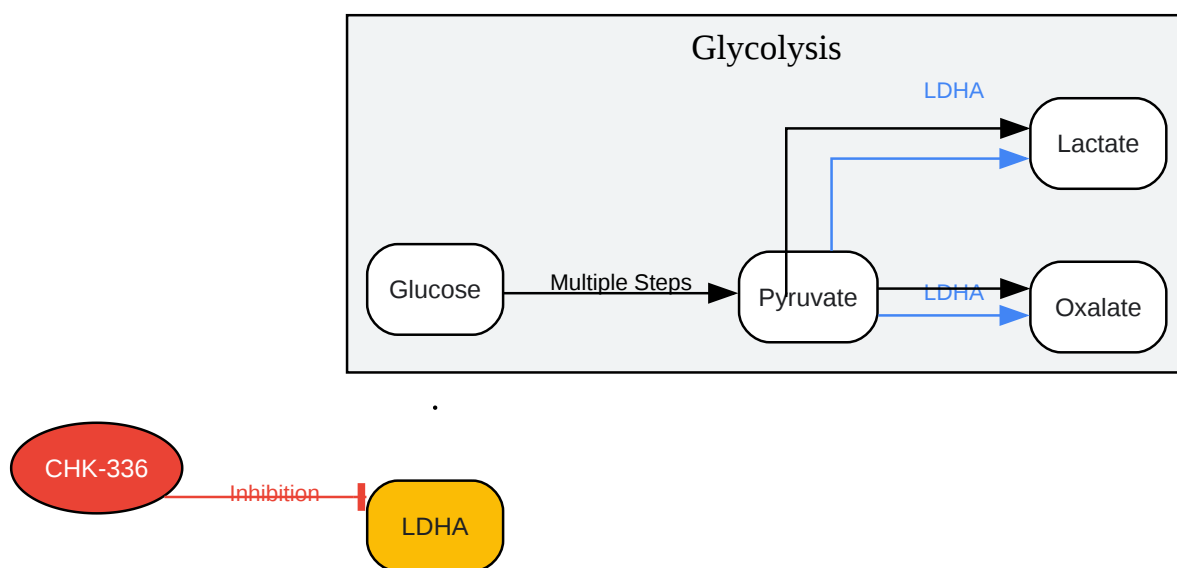 Glycolysis
LDHA
Lactate
Glucose
Multiple Steps
Pyruvate
LDHA
Oxalate
.
CHK-336
Inhibition
LDHA